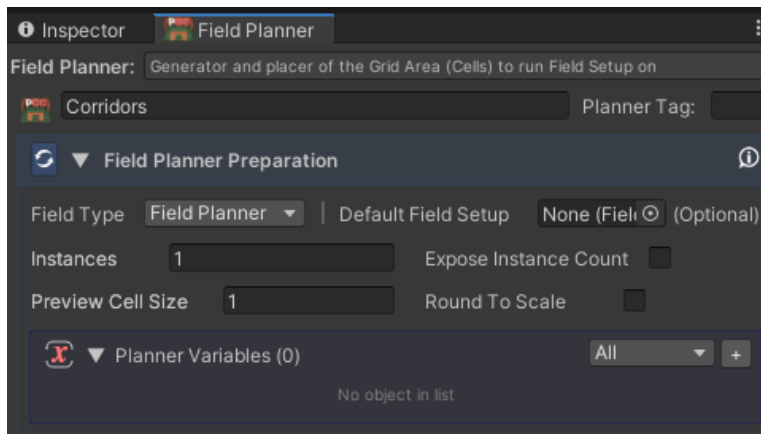 Inspector
Field Planner
Field Planner: Generator and placer of the Grid Area (Cells) to run Field Setup on
PGG Corridors Planner Tag:
Field Planner Preparation
Field Type Field Planner Default Field Setup None (Field (Optional)
Instances 1 Expose Instance Count
Preview Cell Size 1 Round To Scale
x Planner Variables (0) All +
No object in list